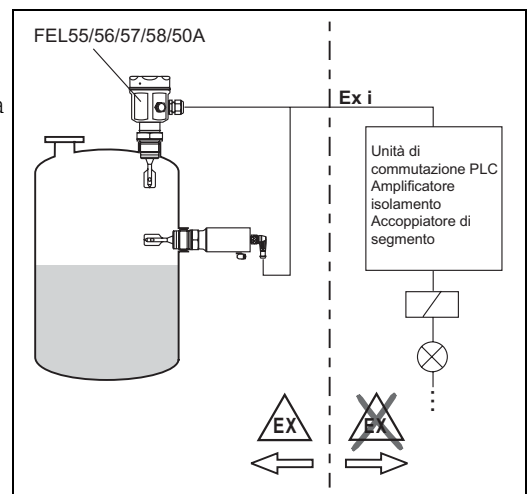 FEL55/56/57/58/50A
a
Ex i
Unità di
commutazione PLC
Amplificatore
isolamento
Accoppiatore di
segmento
EX
EX